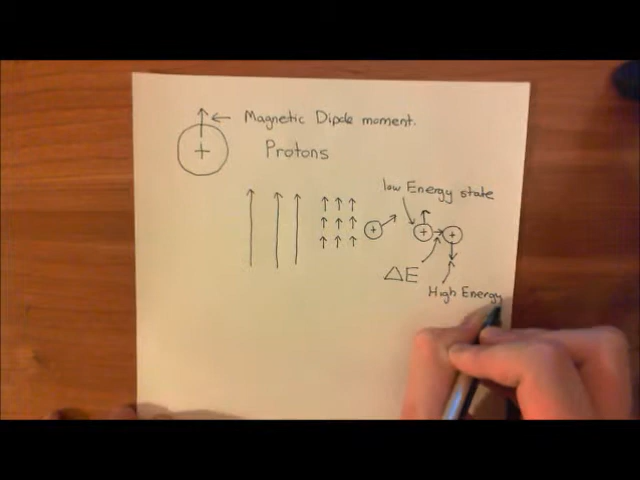 Magnetic Dipole moment.
+
Protons
low Energy state
+
+ +
ΔE
High Energy